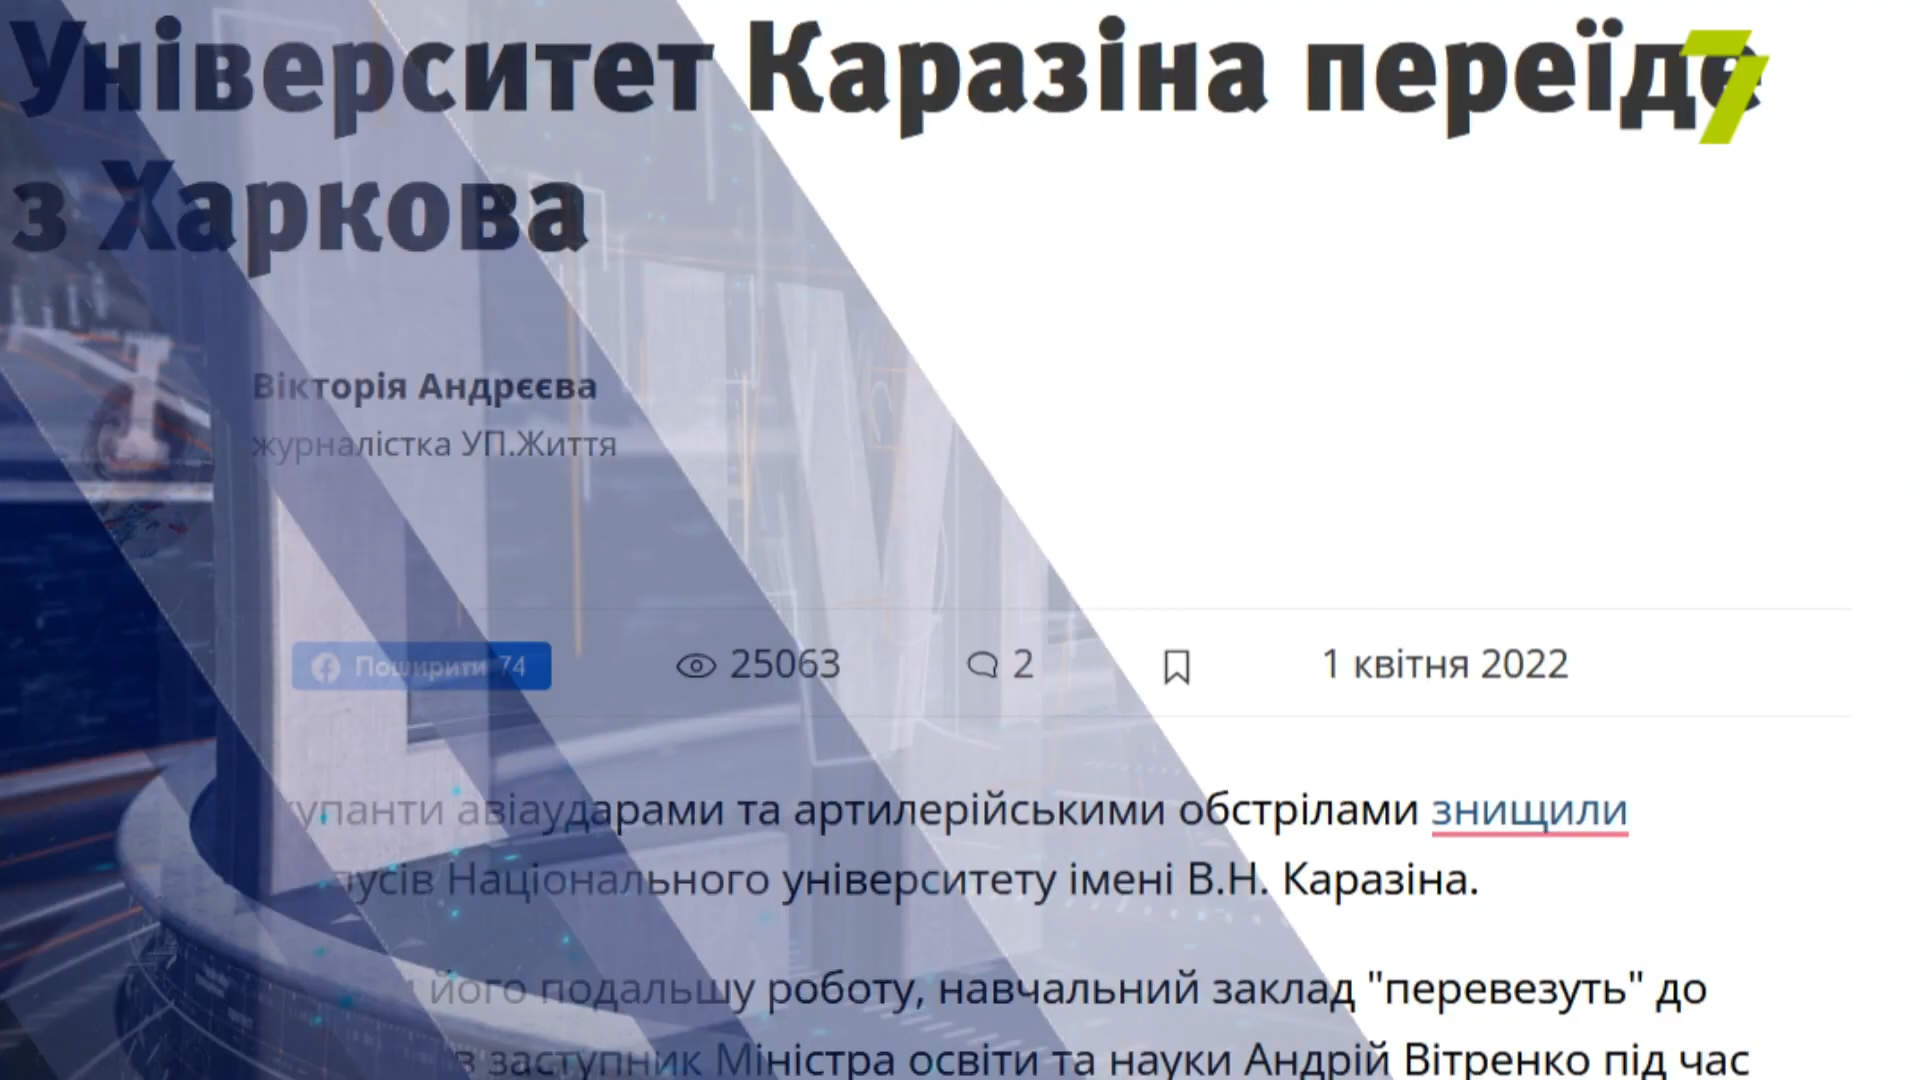 Університет Каразіна переїде
з Харкова
7
Вікторія Андрєєва
журналістка УП.Життя
Поширити 74
25063
2
1 квітня 2022
авіаударами та артилерійськими обстрілами знищили
Національного університету імені В.Н. Каразіна.
його подальшу роботу, навчальний заклад "перевезуть" до
заступник Міністра освіти та науки Андрій Вітренко під час